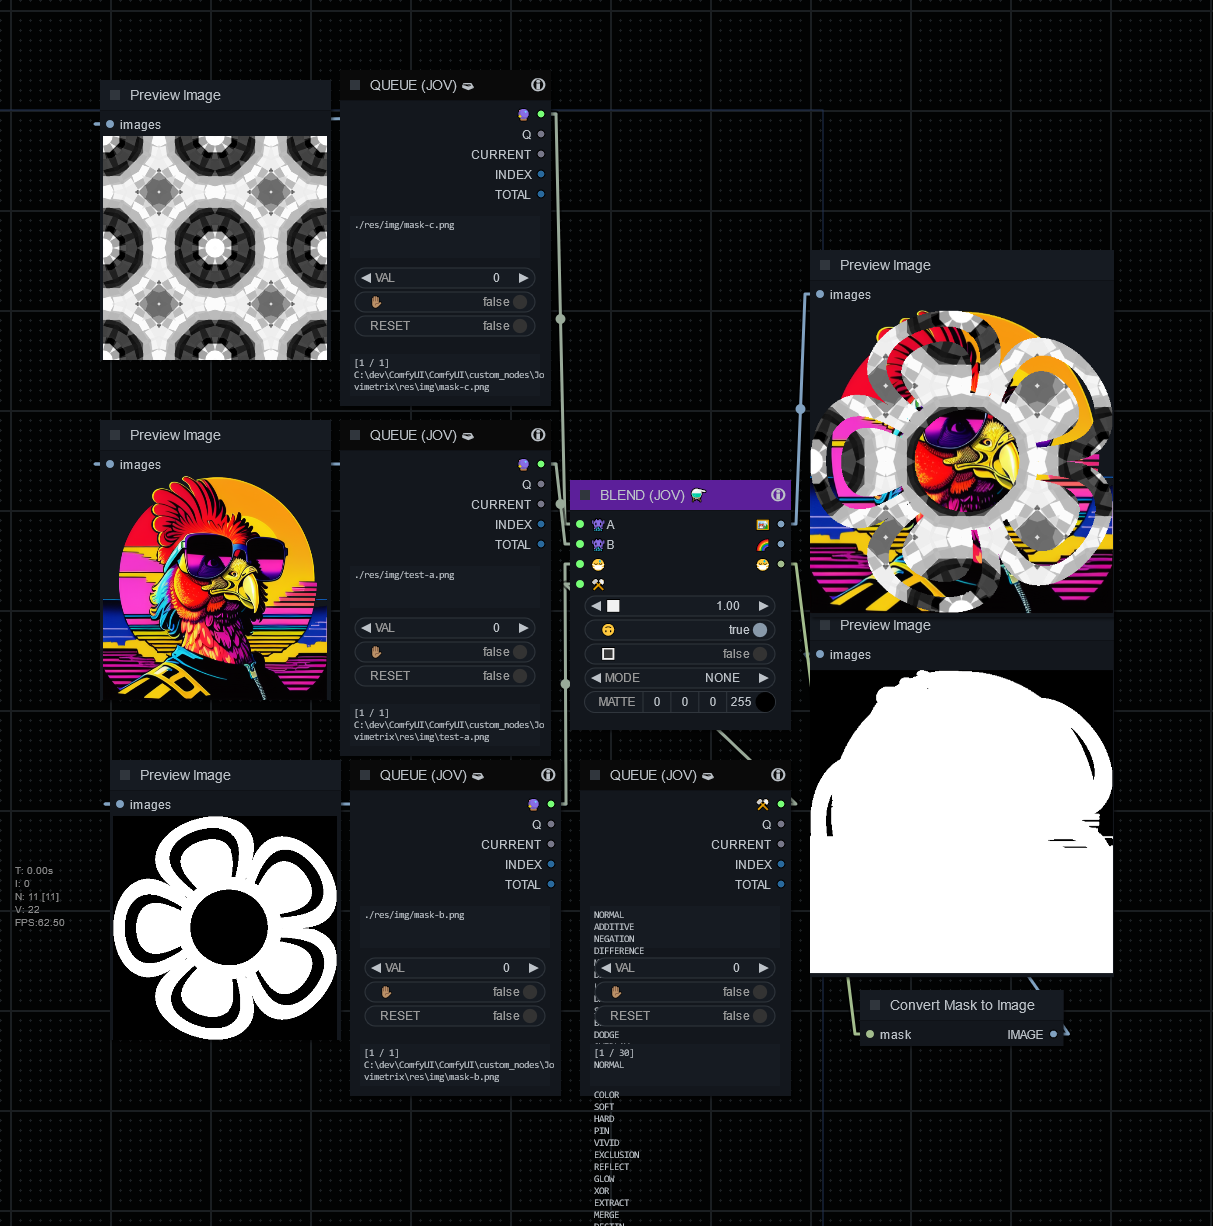 Preview Image
images
QUEUE (JOV)
Q
CURRENT
INDEX
TOTAL
./res/img/mask-c.png
VAL 0
false
RESET false
[1 / 1]
C:\dev\ComfyUI\ComfyUI\custom_nodes\Jo
vimetrix\res\img\mask-c.png
Preview Image
images
QUEUE (JOV)
Q
CURRENT
INDEX
TOTAL
./res/img/test-a.png
VAL 0
false
RESET false
[1 / 1]
C:\dev\ComfyUI\ComfyUI\custom_nodes\Jo
vimetrix\res\img\test-a.png
BLEND (JOV)
A
B
1.00
true
false
MODE NONE
MATTE 0 0 0 255
Preview Image
images
Preview Image
images
Preview Image
images
QUEUE (JOV)
Q
CURRENT
INDEX
TOTAL
./res/img/mask-b.png
VAL 0
false
RESET false
[1 / 1]
C:\dev\ComfyUI\ComfyUI\custom_nodes\Jo
vimetrix\res\img\mask-b.png
QUEUE (JOV)
Q
CURRENT
INDEX
TOTAL
NORMAL
ADDITIVE
NEGATION
DIFFERENCE
VAL 0
false
RESET false
DODGE
[1 / 30]
NORMAL
COLOR
SOFT
HARD
PIN
VIVID
EXCLUSION
REFLECT
GLOW
XOR
EXTRACT
MERGE
Convert Mask to Image
mask IMAGE
T: 0.00s
I: 0
N: 11 [11]
V: 22
FPS:62.50